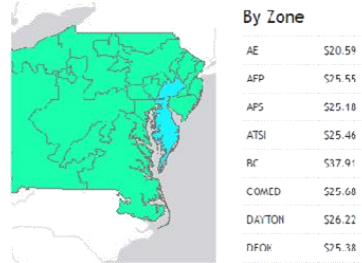 By Zone
AE $20.59
AEP $25.55
APS $25.18
ATSI $25.46
BC $37.91
COMED $25.68
DAYTON $26.22
DEOK $25.38